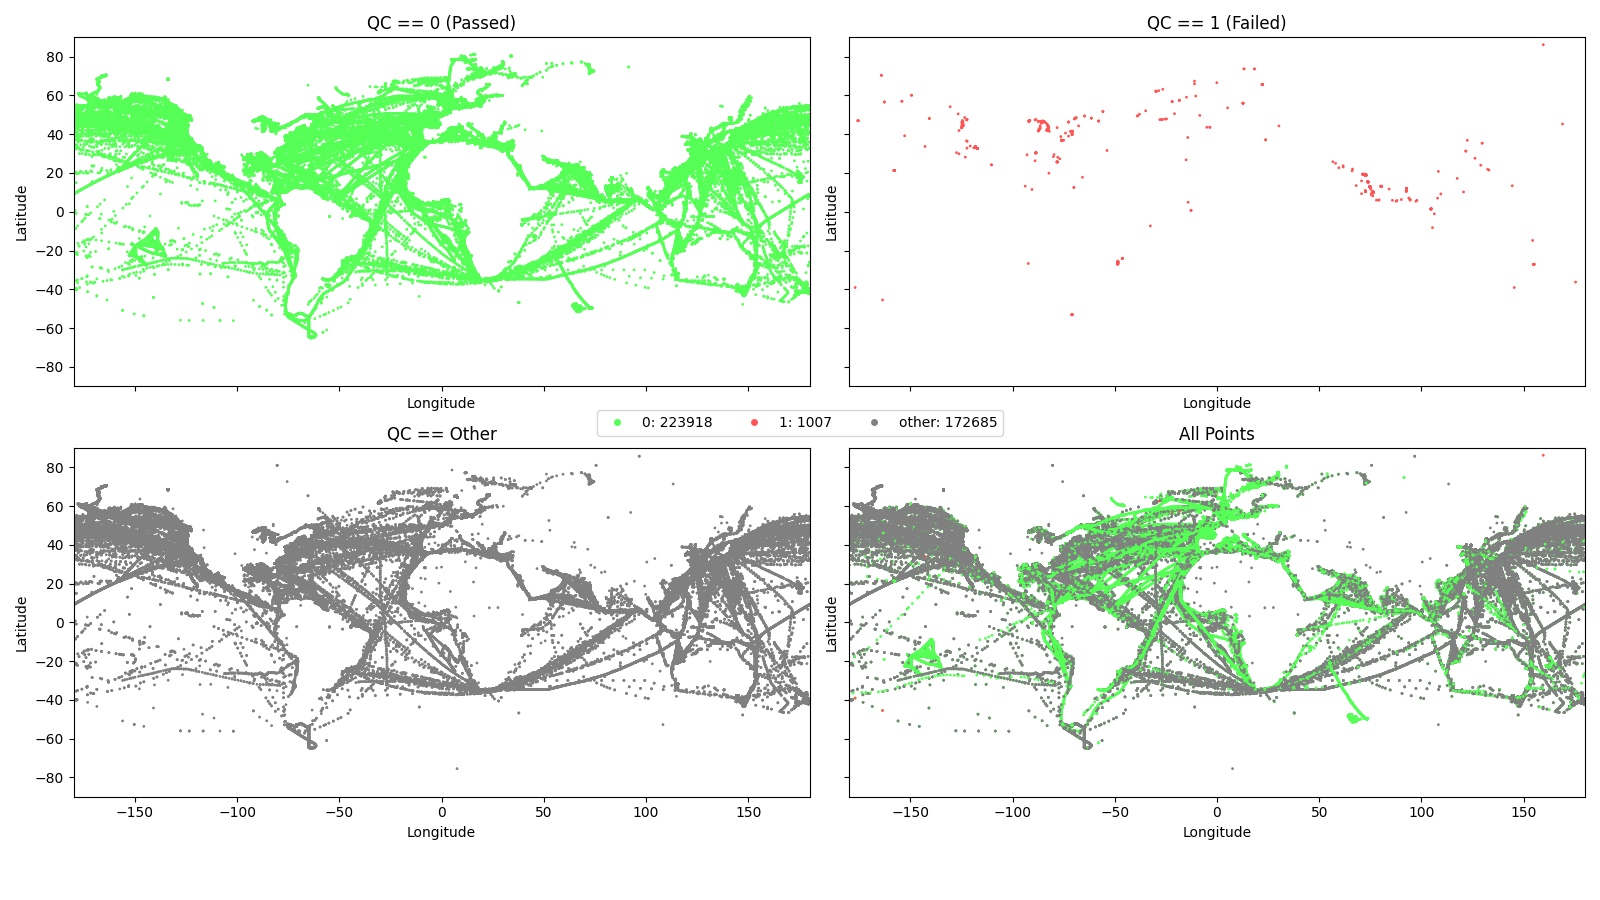 QC == 0 (Passed)
QC == 1 (Failed)
80
60
40
20
0
−20
−40
−60
−80
Latitude
Latitude
Longitude
Longitude
0: 223918 1: 1007 other: 172685
QC == Other
All Points
80
60
40
20
0
−20
−40
−60
−80
Latitude
Latitude
−150 −100 −50 0 50 100 150
−150 −100 −50 0 50 100 150
Longitude
Longitude